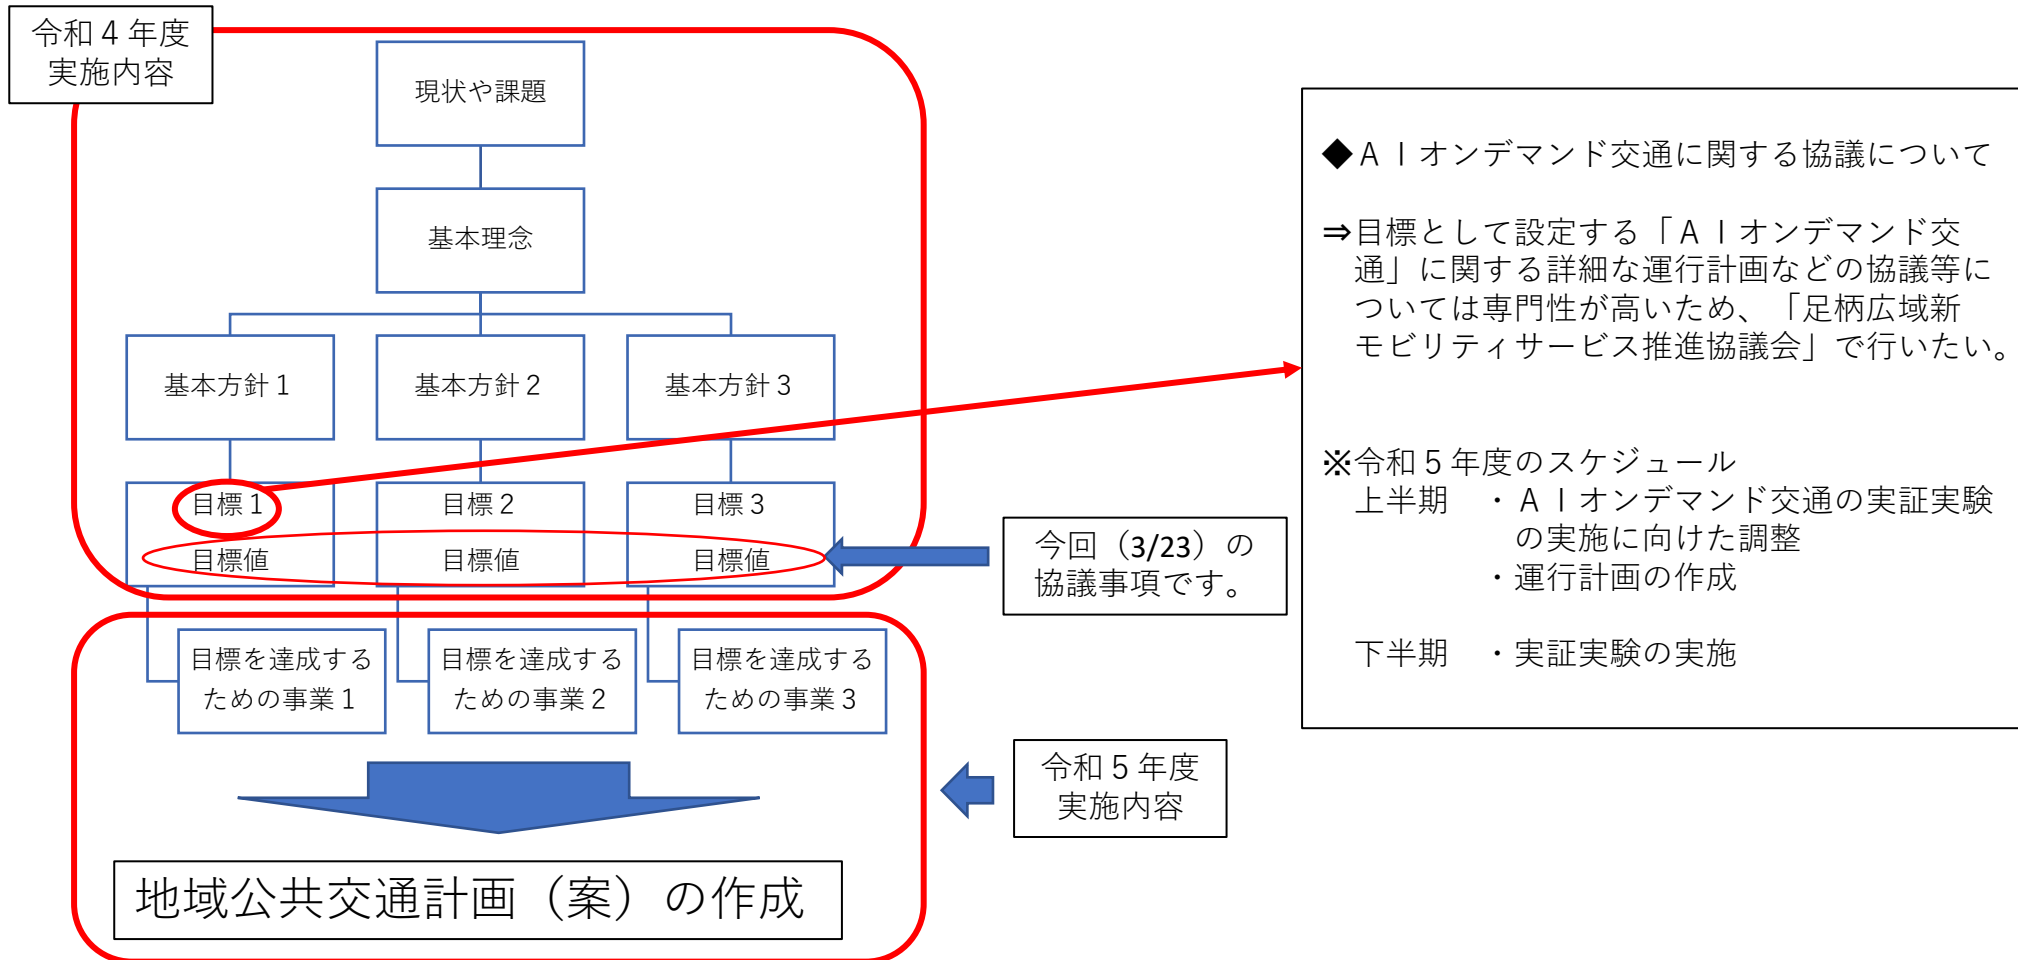 令和４年度
実施内容
現状や課題
基本理念
基本方針１
基本方針２
基本方針３
目標１
目標値
目標２
目標値
目標３
目標値
今回（3/23）の
協議事項です。
目標を達成する
ための事業１
目標を達成する
ための事業２
目標を達成する
ための事業３
令和５年度
実施内容
地域公共交通計画（案）の作成
◆ＡＩオンデマンド交通に関する協議について
⇒目標として設定する「ＡＩオンデマンド交
通」に関する詳細な運行計画などの協議等に
ついては専門性が高いため、「足柄広域新
モビリティサービス推進協議会」で行いたい。
※令和５年度のスケジュール
上半期　・ＡＩオンデマンド交通の実証実験
の実施に向けた調整
・運行計画の作成
下半期　・実証実験の実施